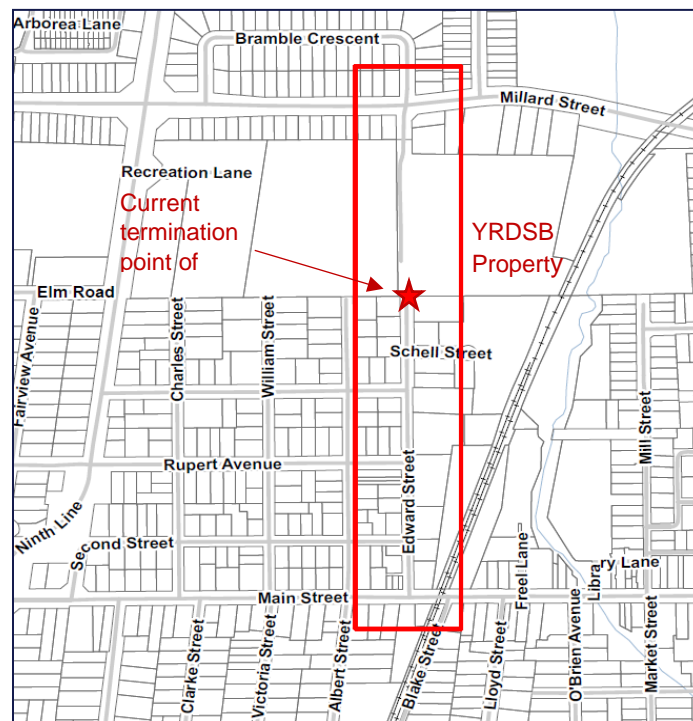 Arborea Lane
Bramble Crescent
Millard Street
Recreation Lane
Current
termination
point of
YRDSB
Property
Elm Road
Fairview Avenue
Charles Street
William Street
Schell Street
Edward Street
Mill Street
Rupert Avenue
Ninth Line
Second Street
Main Street
Freel Lane
Libra
ry Lane
Clarke Street
Victoria Street
Albert Street
Blake Street
Lloyd Street
O'Brien Avenue
Market Street